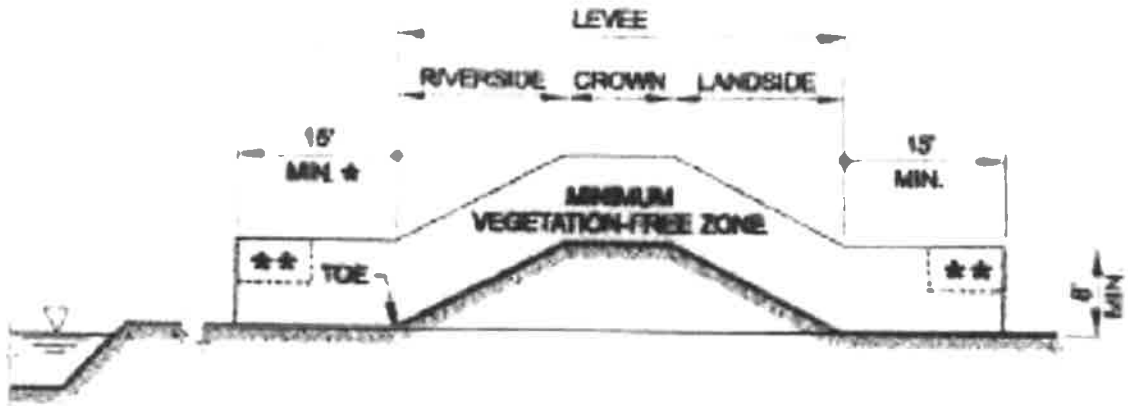 LEVEE
RIVERSIDE CROWN LANDSIDE
15'
MIN. *
15'
MIN.
MINIMUM
VEGETATION-FREE ZONE
**
TOE
**
8'
MIN